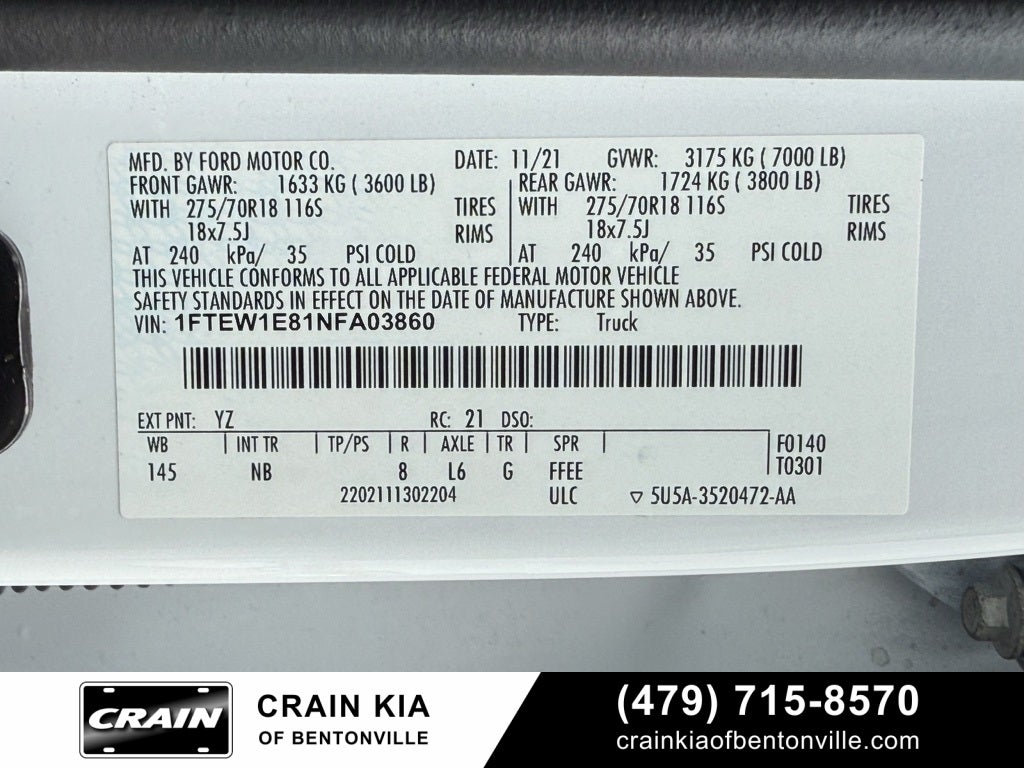 MFD. BY FORD MOTOR CO. DATE: 11/21 GVWR: 3175 KG ( 7000 LB)
FRONT GAWR: 1633 KG ( 3600 LB) REAR GAWR: 1724 KG ( 3800 LB)
WITH 275/70R18 116S TIRES WITH 275/70R18 116S TIRES
18x7.5J RIMS 18x7.5J RIMS
AT 240 kPa/ 35 PSI COLD AT 240 kPa/ 35 PSI COLD
THIS VEHICLE CONFORMS TO ALL APPLICABLE FEDERAL MOTOR VEHICLE
SAFETY STANDARDS IN EFFECT ON THE DATE OF MANUFACTURE SHOWN ABOVE.
VIN: 1FTEW1E81NFA03860 TYPE: Truck
EXT PNT: YZ RC: 21 DSO:
WB | INT TR | TP/PS | R | AXLE | TR | SPR | F0140
145 NB 8 L6 G FFEE T0301
2202111302204 ULC ▽ 5U5A-3520472-AA
CRAIN
CRAIN KIA
OF BENTONVILLE
(479) 715-8570
crainkiaofbentonville.com